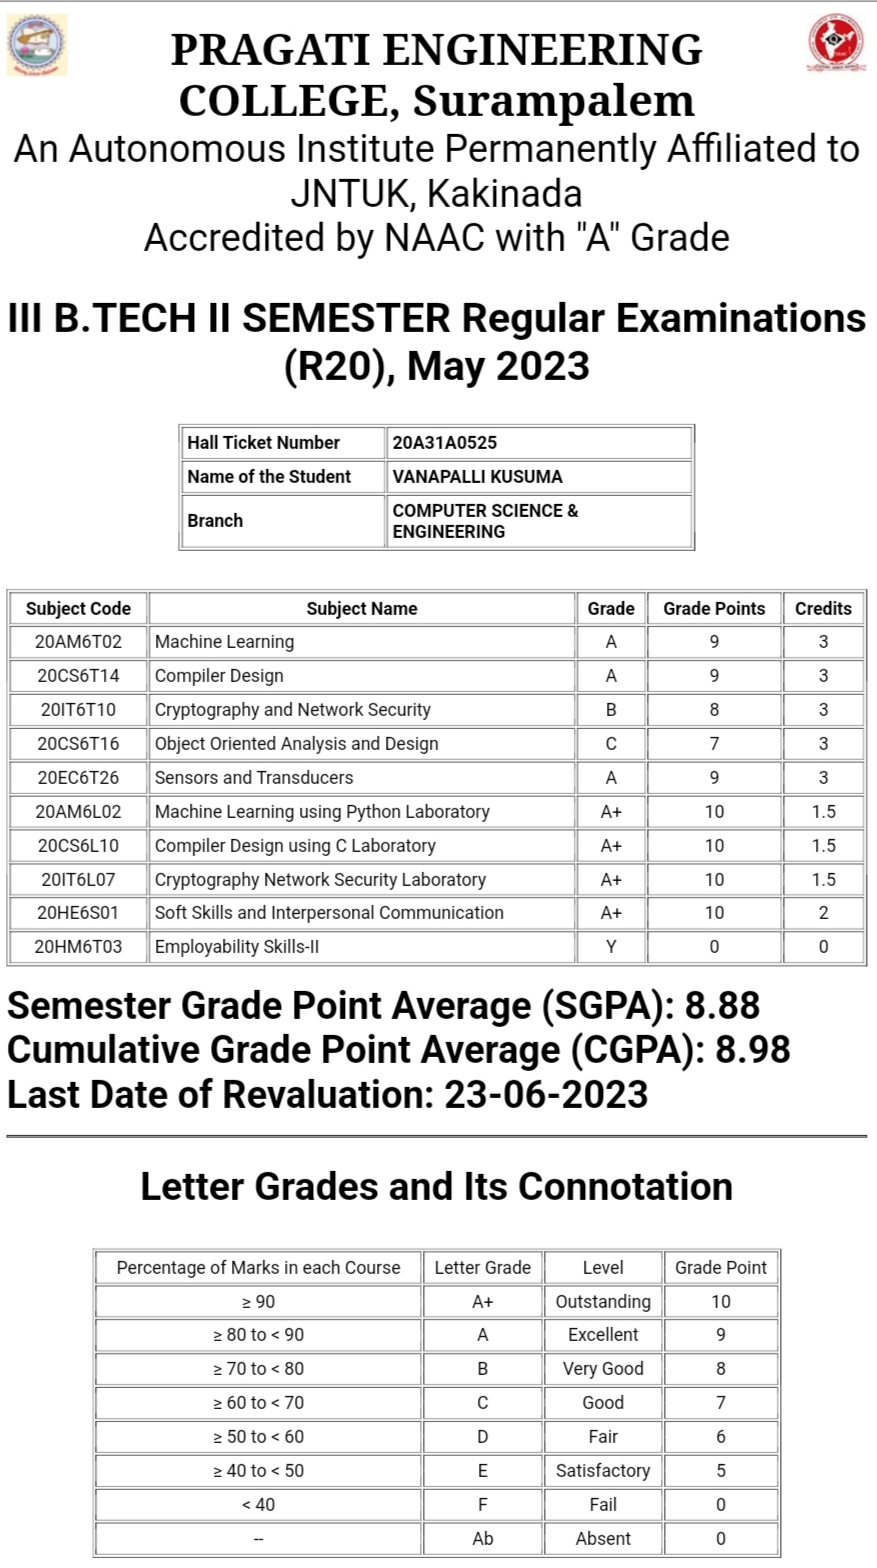 PRAGATI ENGINEERING
COLLEGE, Surampalem
An Autonomous Institute Permanently Affiliated to
JNTUK, Kakinada
Accredited by NAAC with "A" Grade
III B.TECH II SEMESTER Regular Examinations
(R20), May 2023
Hall Ticket Number 20A31A0525
Name of the Student VANAPALLI KUSUMA
Branch COMPUTER SCIENCE &
ENGINEERING
Subject Code Subject Name Grade Grade Points Credits
20AM6T02 Machine Learning A 9 3
20CS6T14 Compiler Design A 9 3
20IT6T10 Cryptography and Network Security B 8 3
20CS6T16 Object Oriented Analysis and Design C 7 3
20EC6T26 Sensors and Transducers A 9 3
20AM6L02 Machine Learning using Python Laboratory A+ 10 1.5
20CS6L10 Compiler Design using C Laboratory A+ 10 1.5
20IT6L07 Cryptography Network Security Laboratory A+ 10 1.5
20HE6S01 Soft Skills and Interpersonal Communication A+ 10 2
20HM6T03 Employability Skills-II Y 0 0
Semester Grade Point Average (SGPA): 8.88
Cumulative Grade Point Average (CGPA): 8.98
Last Date of Revaluation: 23-06-2023
Letter Grades and Its Connotation
Percentage of Marks in each Course Letter Grade Level Grade Point
≥ 90 A+ Outstanding 10
≥ 80 to < 90 A Excellent 9
≥ 70 to < 80 B Very Good 8
≥ 60 to < 70 C Good 7
≥ 50 to < 60 D Fair 6
≥ 40 to < 50 E Satisfactory 5
< 40 F Fail 0
-- Ab Absent 0